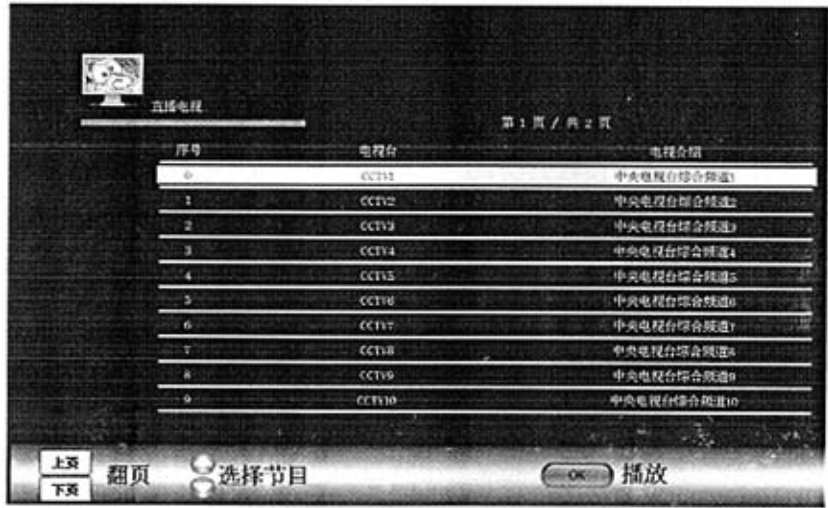 直播电视
第1页/共2页
序号 电视台 电视介绍
0 CCTV1 中央电视台综合频道1
1 CCTV2 中央电视台综合频道2
2 CCTV3 中央电视台综合频道3
3 CCTV4 中央电视台综合频道4
4 CCTV5 中央电视台综合频道5
5 CCTV6 中央电视台综合频道6
6 CCTV7 中央电视台综合频道7
7 CCTV8 中央电视台综合频道8
8 CCTV9 中央电视台综合频道9
9 CCTV10 中央电视台综合频道10
上页
下页
翻页 选择节目 OK 播放